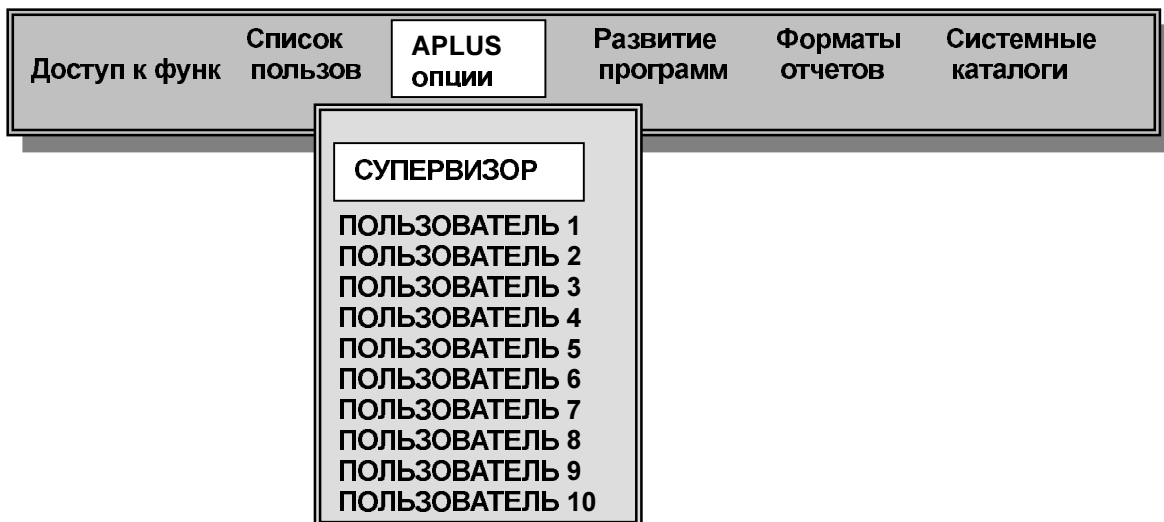 Доступ к функ
Список
пользов
APLUS
опции
Развитие
программ
Форматы
отчетов
Системные
каталоги
СУПЕРВИЗОР
ПОЛЬЗОВАТЕЛЬ 1
ПОЛЬЗОВАТЕЛЬ 2
ПОЛЬЗОВАТЕЛЬ 3
ПОЛЬЗОВАТЕЛЬ 4
ПОЛЬЗОВАТЕЛЬ 5
ПОЛЬЗОВАТЕЛЬ 6
ПОЛЬЗОВАТЕЛЬ 7
ПОЛЬЗОВАТЕЛЬ 8
ПОЛЬЗОВАТЕЛЬ 9
ПОЛЬЗОВАТЕЛЬ 10